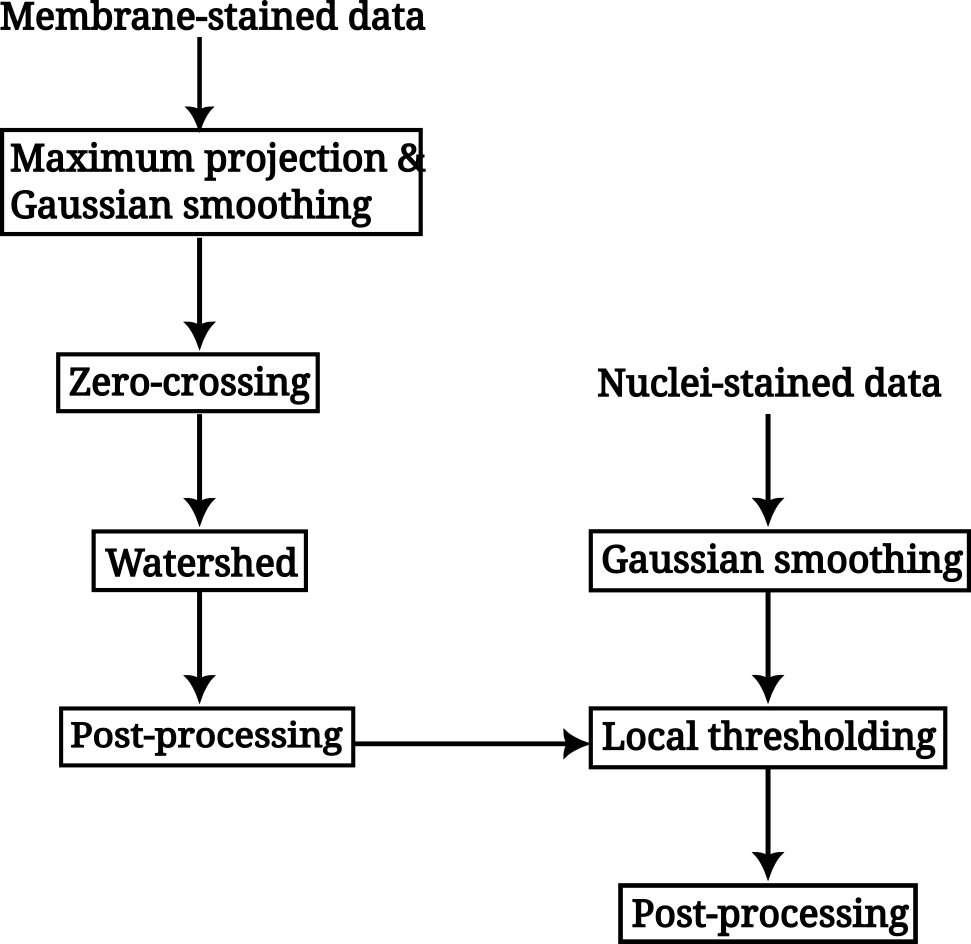 Membrane-stained data
Maximum projection &
Gaussian smoothing
Zero-crossing
Watershed
Post-processing
Nuclei-stained data
Gaussian smoothing
Local thresholding
Post-processing